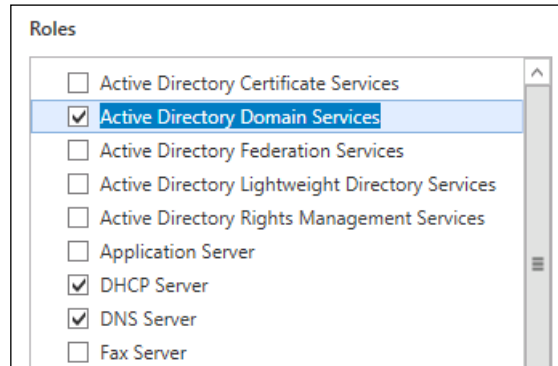 Roles
Active Directory Certificate Services
Active Directory Domain Services
Active Directory Federation Services
Active Directory Lightweight Directory Services
Active Directory Rights Management Services
Application Server
DHCP Server
DNS Server
Fax Server